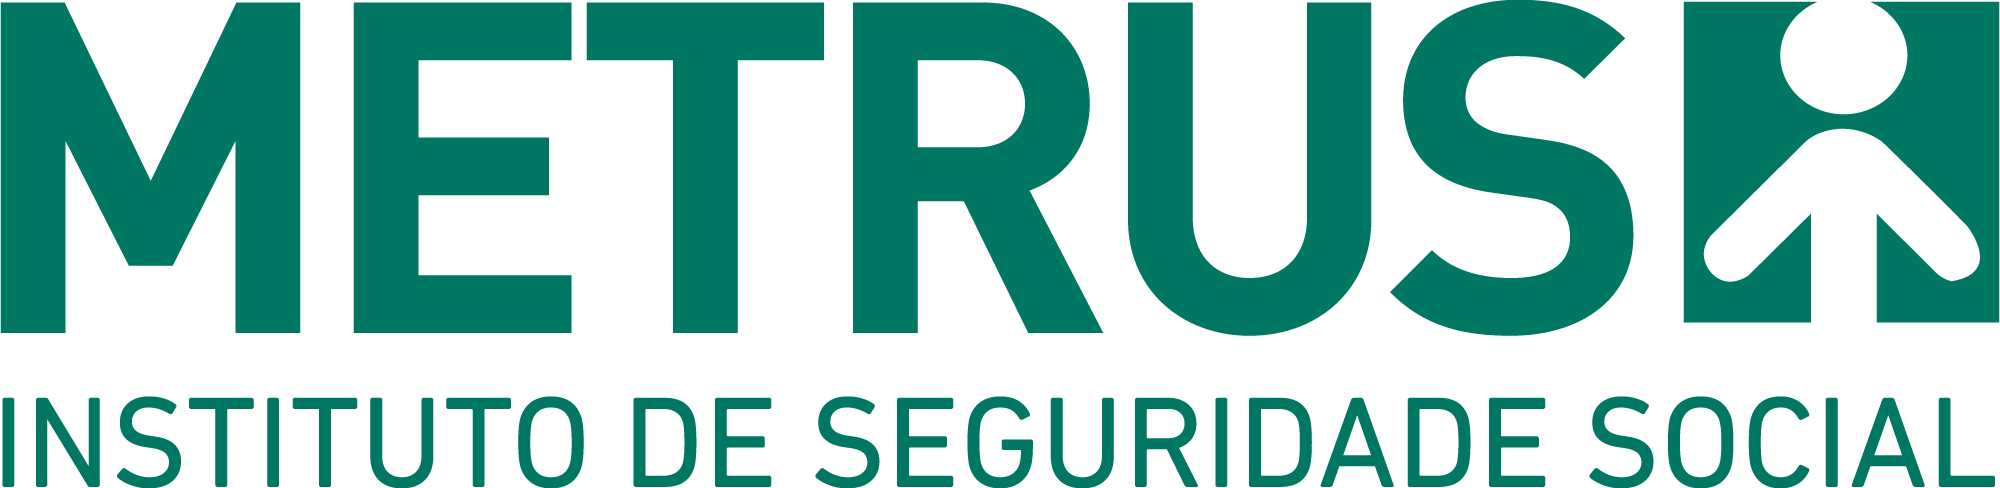 METRUS
INSTITUTO DE SEGURIDADE SOCIAL